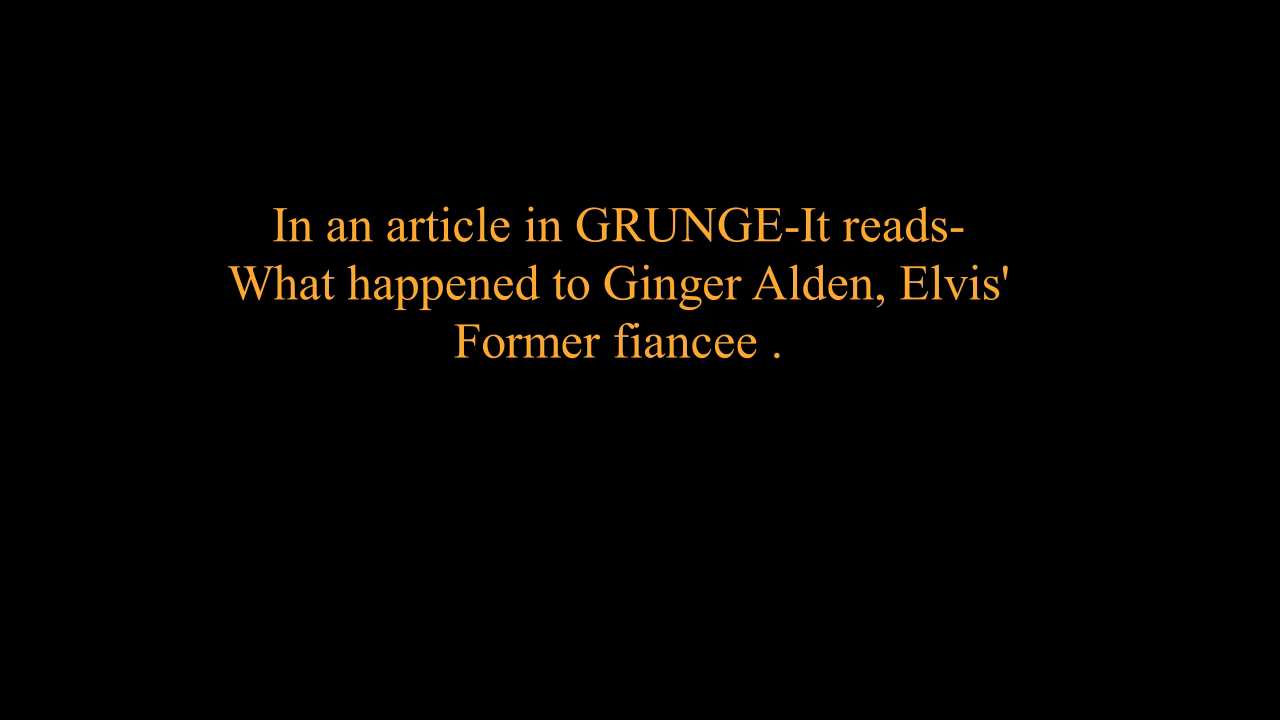 In an article in GRUNGE-It reads-
What happened to Ginger Alden, Elvis'
Former fiancee .